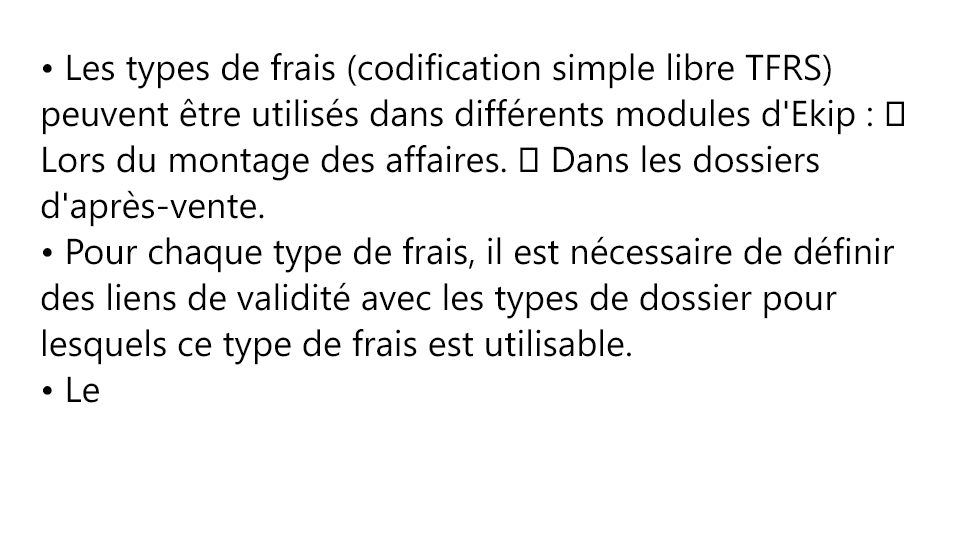 • Les types de frais (codification simple libre TFRS)
peuvent être utilisés dans différents modules d'Ekip : 
Lors du montage des affaires.  Dans les dossiers
d'après-vente.
• Pour chaque type de frais, il est nécessaire de définir
des liens de validité avec les types de dossier pour
lesquels ce type de frais est utilisable.
• Le